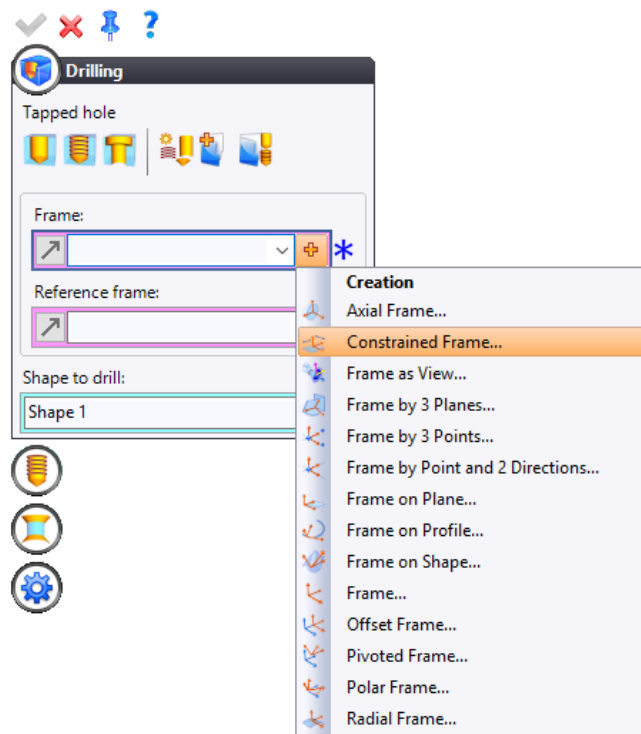 ?
Drilling
Tapped hole
Frame:
Reference frame:
Shape to drill:
Shape 1
Creation
Axial Frame...
Constrained Frame...
Frame as View...
Frame by 3 Planes...
Frame by 3 Points...
Frame by Point and 2 Directions...
Frame on Plane...
Frame on Profile...
Frame on Shape...
Frame...
Offset Frame...
Pivoted Frame...
Polar Frame...
Radial Frame...